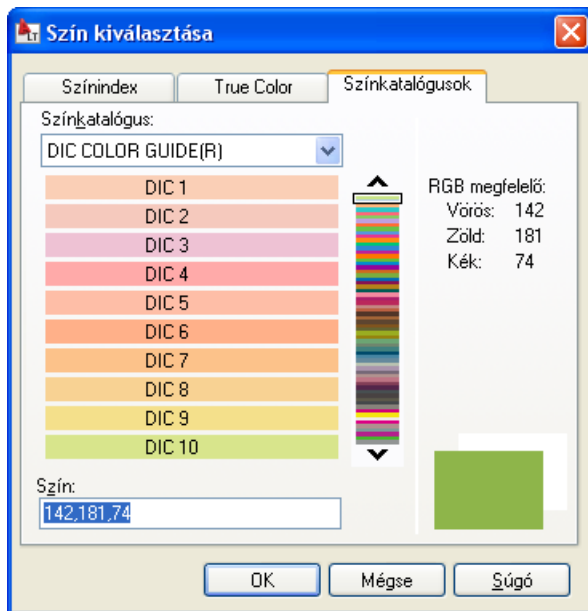 LT Szín kiválasztása
Színindex True Color Színkatalógusok
Színkatalógus:
DIC COLOR GUIDE(R)
DIC 1
DIC 2
DIC 3
DIC 4
DIC 5
DIC 6
DIC 7
DIC 8
DIC 9
DIC 10
RGB megfelelő:
Vörös: 142
Zöld: 181
Kék: 74
Szín:
142,181,74
OK Mégse Súgó